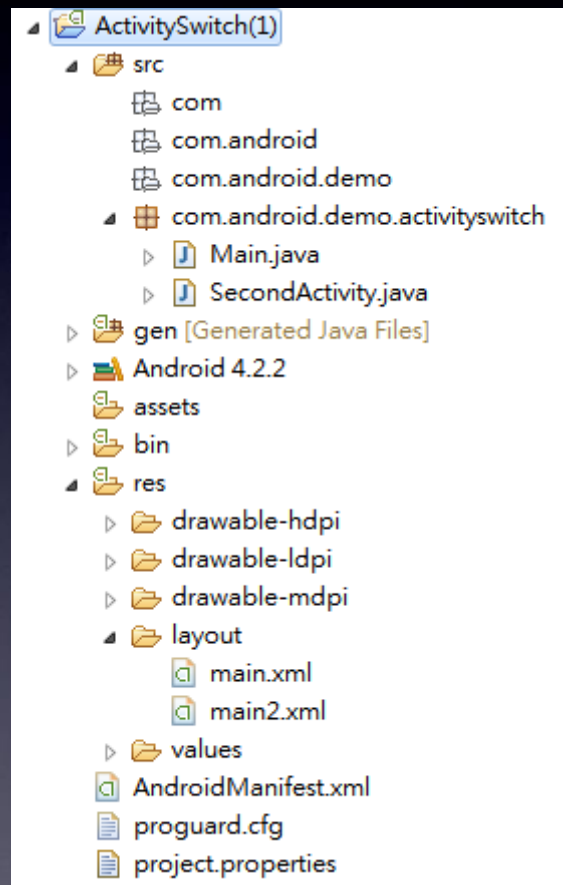 ActivitySwitch(1)
src
com
com.android
com.android.demo
com.android.demo.activityswitch
Main.java
SecondActivity.java
gen [Generated Java Files]
Android 4.2.2
assets
bin
res
drawable-hdpi
drawable-ldpi
drawable-mdpi
layout
main.xml
main2.xml
values
AndroidManifest.xml
proguard.cfg
project.properties